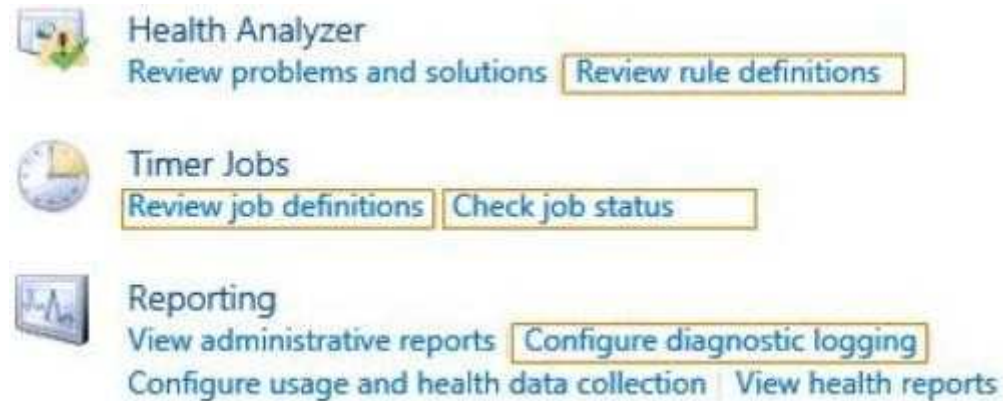 Health Analyzer
Review problems and solutions Review rule definitions
Timer Jobs
Review job definitions Check job status
Reporting
View administrative reports Configure diagnostic logging
Configure usage and health data collection View health reports